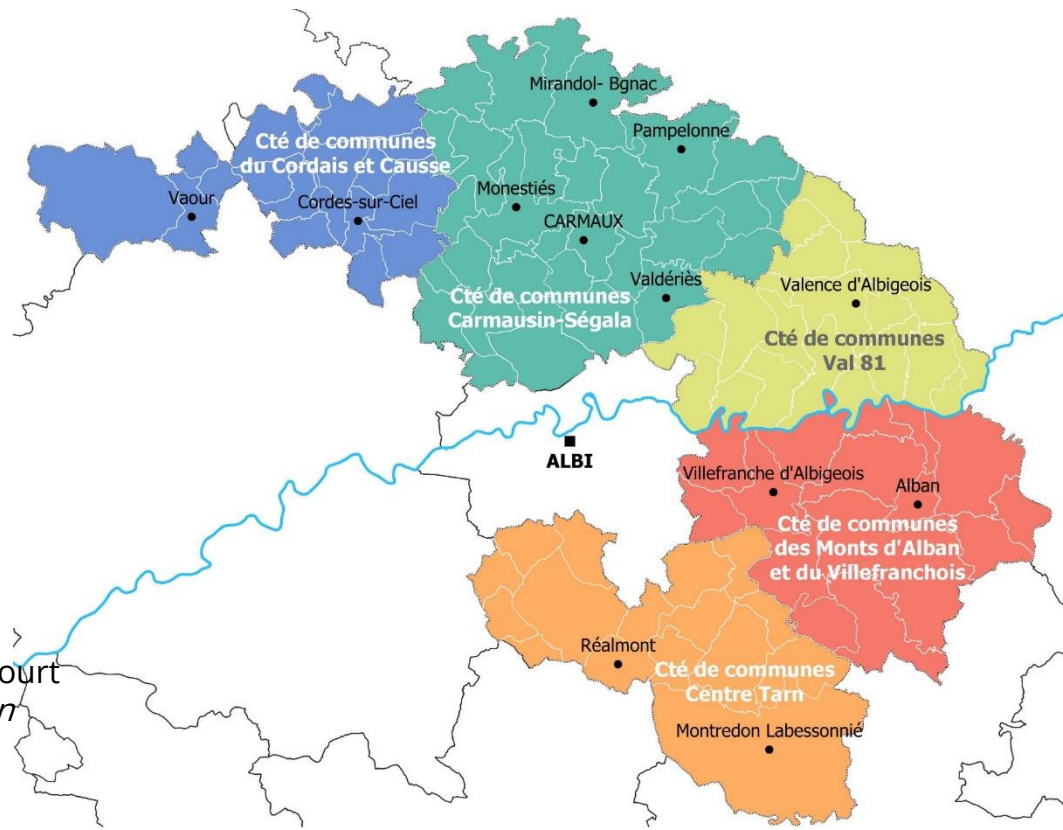 Mirandol- Bgnac
Pampelonne
Cté de communes
du Cordais et Causse
Vaour
Cordes-sur-Ciel
Monestiés
CARMAUX
Valdériès
Cté de communes
Carmausin-Ségala
Valence d'Albigeois
Cté de communes
Val 81
ALBI
Villefranche d'Albigeois
Alban
Cté de communes
des Monts d'Alban
et du Villefranchois
Réalmont
Cté de communes
Centre Tarn
Montredon Labessonnié
ourt
n